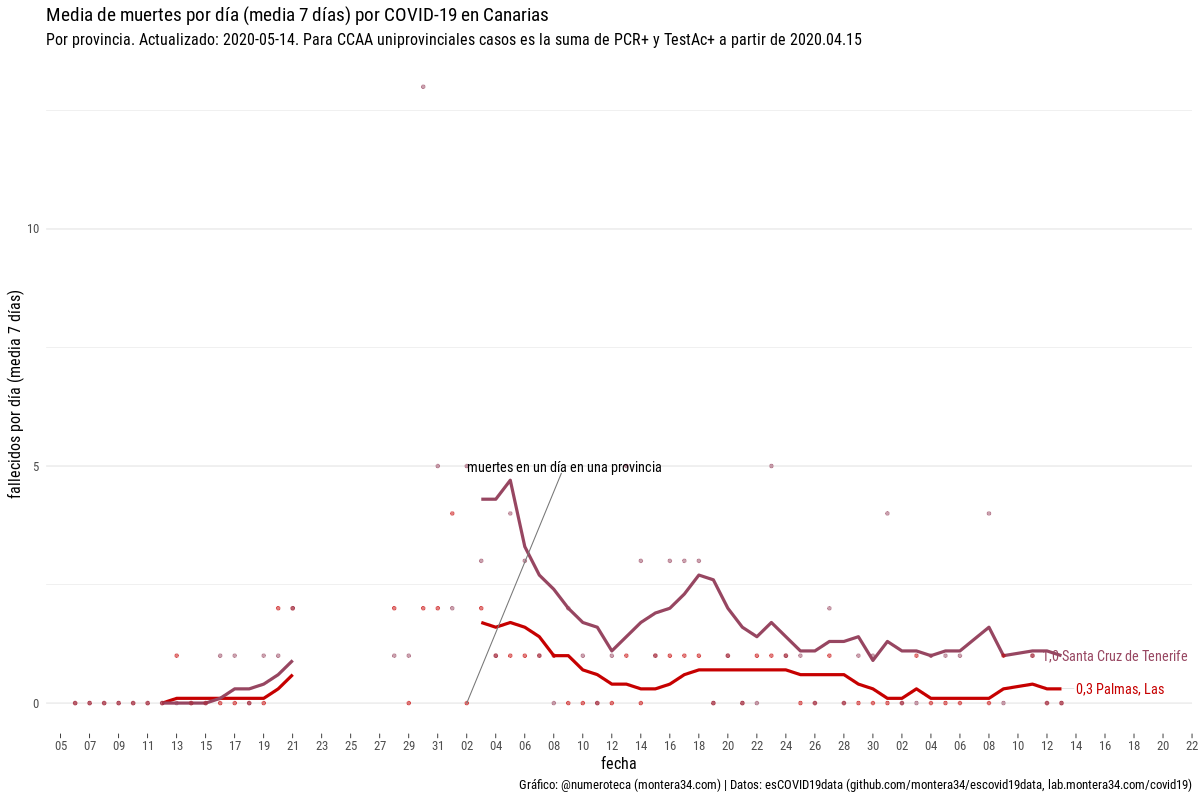 Media de muertes por día (media 7 días) por COVID-19 en Canarias
Por provincia. Actualizado: 2020-05-14. Para CCAA uniprovinciales casos es la suma de PCR+ y TestAc+ a partir de 2020.04.15
fallecidos por día (media 7 días)
10
5
0
muertes en un día en una provincia
1,0 Santa Cruz de Tenerife
0,3 Palmas, Las
05 07 09 11 13 15 17 19 21 23 25 27 29 31 02 04 06 08 10 12 14 16 18 20 22 24 26 28 30 02 04 06 08 10 12 14 16 18 20 22
fecha
Gráfico: @numeroteca (montera34.com) | Datos: esCOVID19data (github.com/montera34/escovid19data, lab.montera34.com/covid19)